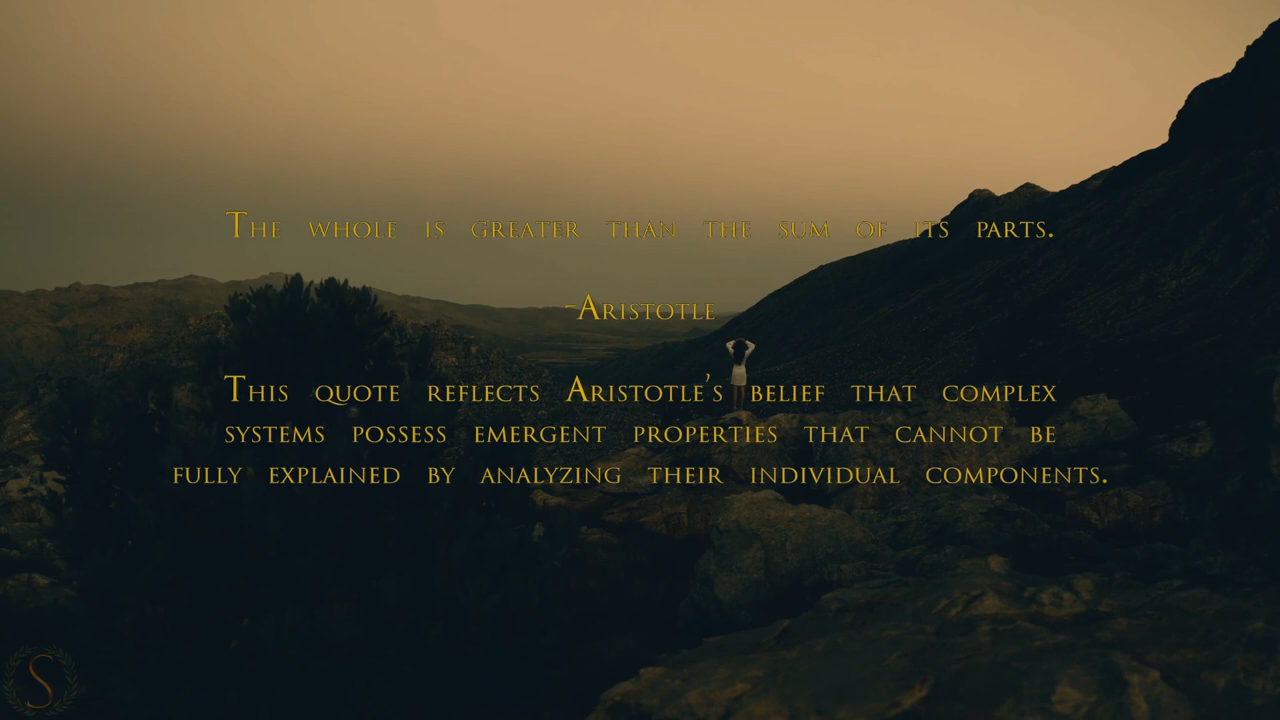 The whole is greater than the sum of its parts.
-Aristotle
This quote reflects Aristotle's belief that complex
systems possess emergent properties that cannot be
fully explained by analyzing their individual components.
S